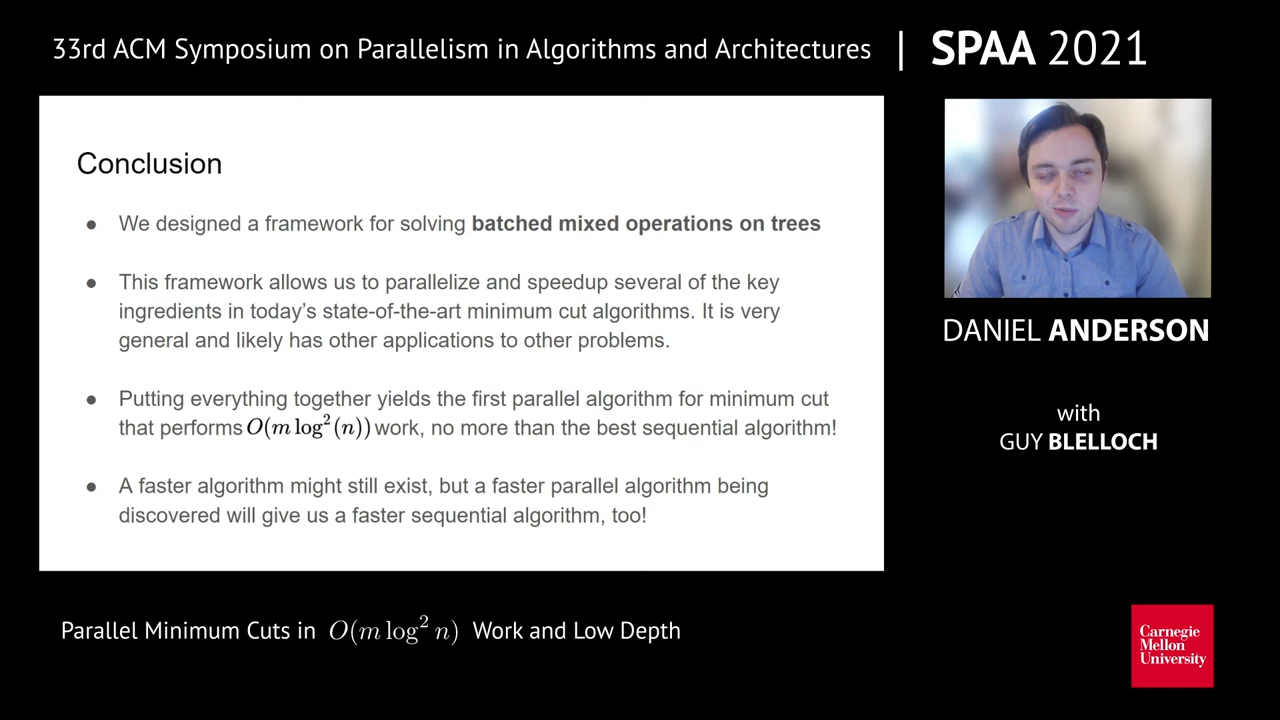 33rd ACM Symposium on Parallelism in Algorithms and Architectures | SPAA 2021
Conclusion
● We designed a framework for solving batched mixed operations on trees
● This framework allows us to parallelize and speedup several of the key
ingredients in today's state-of-the-art minimum cut algorithms. It is very
general and likely has other applications to other problems.
● Putting everything together yields the first parallel algorithm for minimum cut
that performs O(m log²(n)) work, no more than the best sequential algorithm!
● A faster algorithm might still exist, but a faster parallel algorithm being
discovered will give us a faster sequential algorithm, too!
DANIEL ANDERSON
with
GUY BLELLOCH
Parallel Minimum Cuts in O(m log² n) Work and Low Depth
Carnegie
Mellon
University